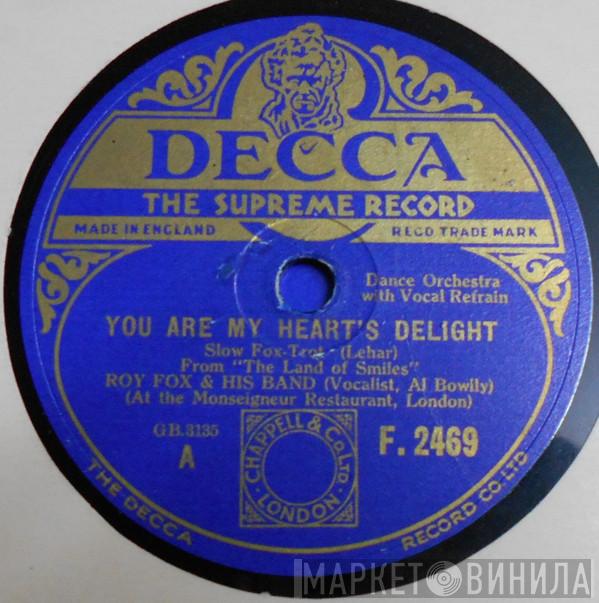 DECCA
THE SUPREME RECORD
MADE IN ENGLAND
REGD TRADE MARK
Dance Orchestra
with Vocal Refrain
YOU ARE MY HEART'S DELIGHT
Slow Fox-Trot (Lehar)
From "The Land of Smiles"
ROY FOX & HIS BAND (Vocalist, Al Bowlly)
(At the Monseigneur Restaurant, London)
GB.3135
A
CHAPPELL & CO. LTD.
· LONDON ·
F. 2469
THE DECCA
RECORD CO. LTD.
МАРКЕТ ВИНИЛА